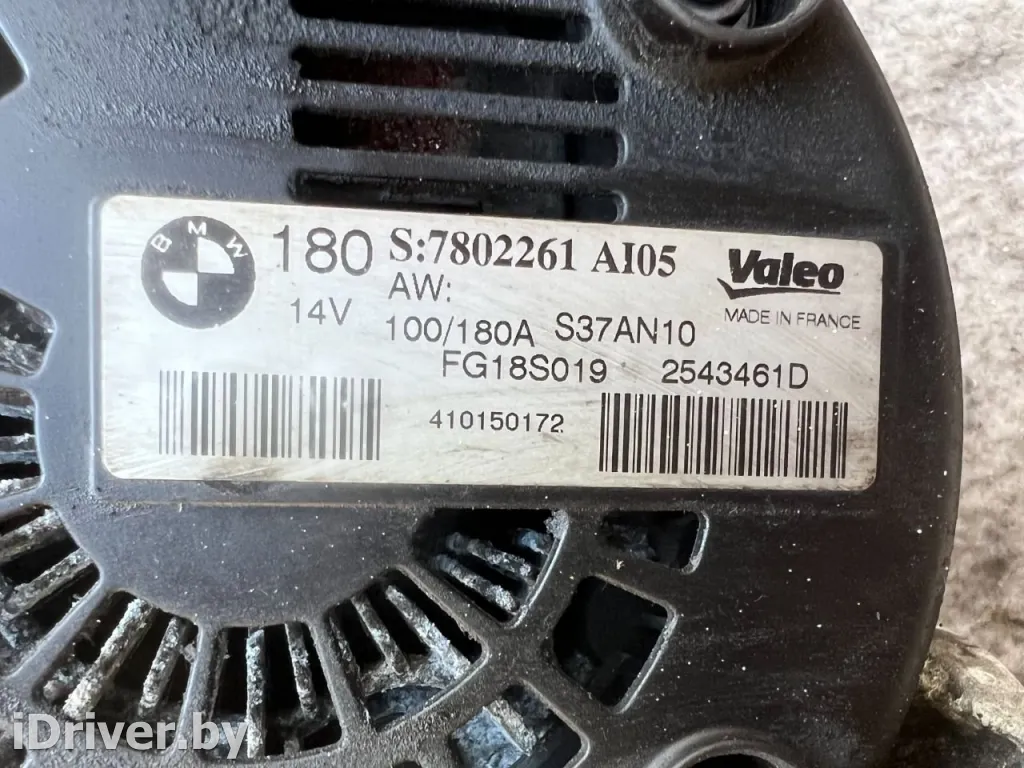 BMW 180 S:7802261 AI05 Valeo
AW:
14V 100/180A S37AN10 MADE IN FRANCE
FG18S019 2543461D
410150172
iDriver.by